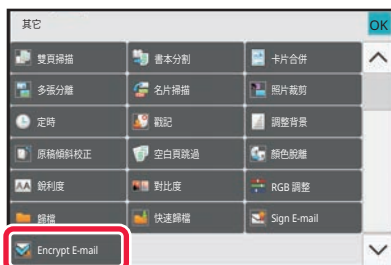 其它
OK
雙頁掃描 書本分割 卡片合併
多張分離 名片掃描 照片裁剪
定時 戳記 調整背景
原稿傾斜校正 空白頁跳過 顏色脫離
銳利度 對比度 RGB 調整
歸檔 快速歸檔 Sign E-mail
Encrypt E-mail